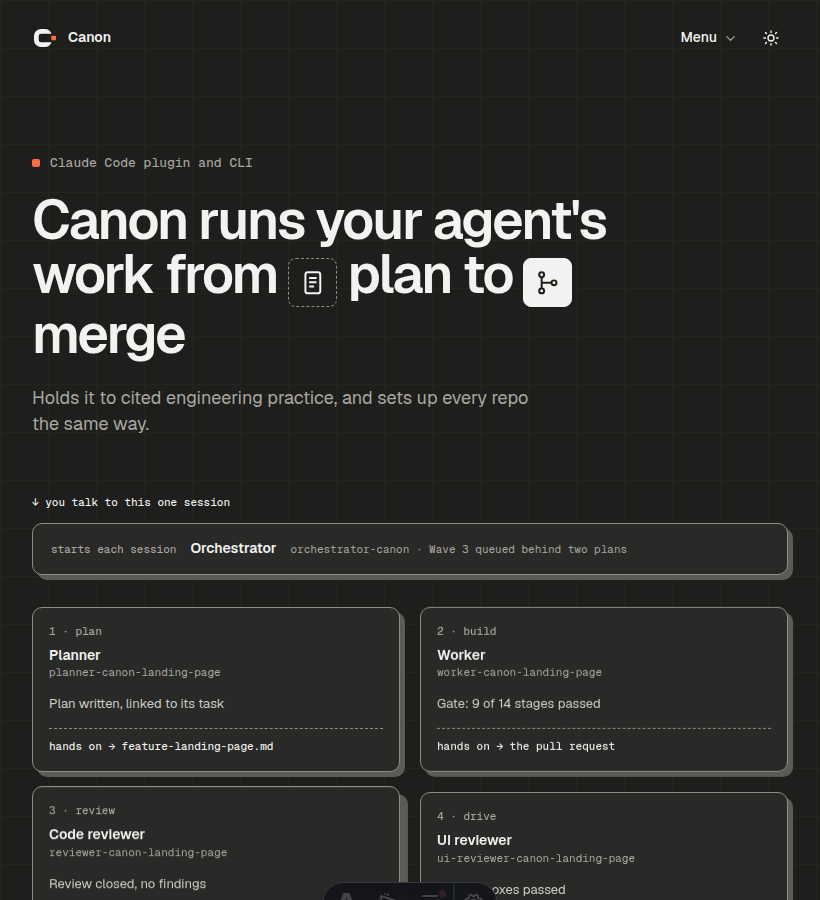 Canon
Menu
Claude Code plugin and CLI
Canon runs your agent's
work from plan to
merge
Holds it to cited engineering practice, and sets up every repo
the same way.
↓ you talk to this one session
starts each session Orchestrator orchestrator-canon · Wave 3 queued behind two plans
1 · plan
Planner
planner-canon-landing-page
Plan written, linked to its task
hands on → feature-landing-page.md
2 · build
Worker
worker-canon-landing-page
Gate: 9 of 14 stages passed
hands on → the pull request
3 · review
Code reviewer
reviewer-canon-landing-page
Review closed, no findings
4 · drive
UI reviewer
ui-reviewer-canon-landing-page
passed